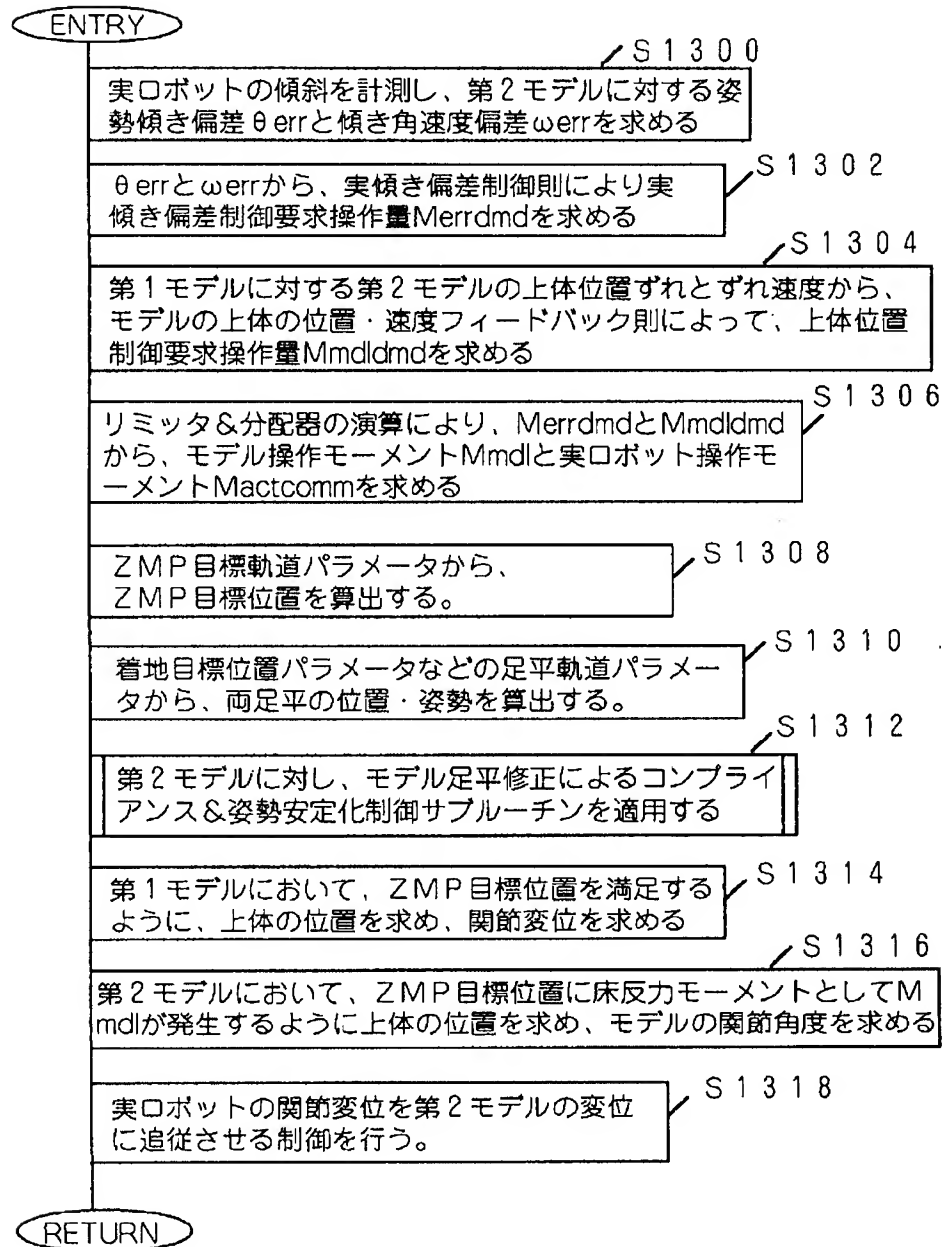 ENTRY
S1300
実ロボットの傾斜を計測し、第2モデルに対する姿
勢傾き偏差θerrと傾き角速度偏差ωerrを求める
S1302
θerrとωerrから、実傾き偏差制御則により実
傾き偏差制御要求操作量Merrdmdを求める
S1304
第1モデルに対する第2モデルの上体位置ずれとずれ速度から、
モデルの上体の位置・速度フィードバック則によって、上体位置
制御要求操作量Mmdldmdを求める
S1306
リミッタ&分配器の演算により、MerrdmdとMmdldmd
から、モデル操作モーメントMmdlと実ロボット操作モ
ーメントMactcommを求める
S1308
ZMP目標軌道パラメータから、
ZMP目標位置を算出する。
S1310
着地目標位置パラメータなどの足平軌道パラメー
タから、両足平の位置・姿勢を算出する。
S1312
第2モデルに対し、モデル足平修正によるコンプライ
アンス&姿勢安定化制御サブルーチンを適用する
S1314
第1モデルにおいて、ZMP目標位置を満足する
ように、上体の位置を求め、関節変位を求める
S1316
第2モデルにおいて、ZMP目標位置に床反力モーメントとしてM
mdlが発生するように上体の位置を求め、モデルの関節角度を求める
S1318
実ロボットの関節変位を第2モデルの変位
に追従させる制御を行う。
RETURN